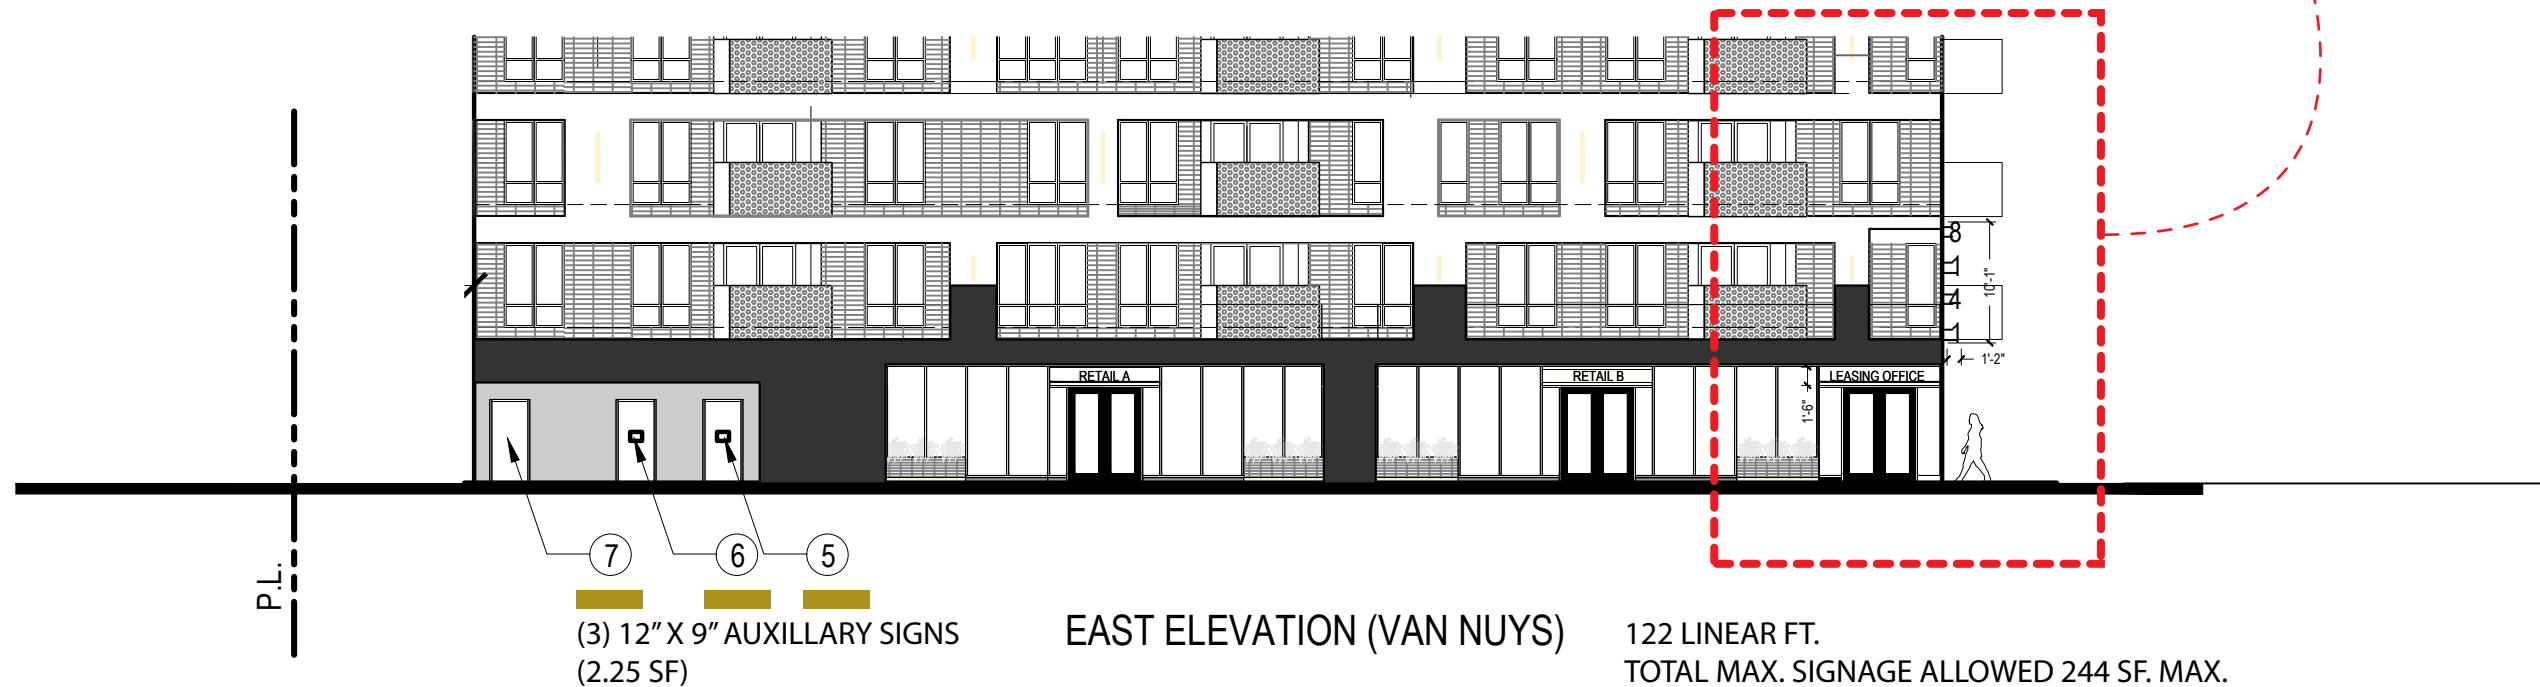 8
1
4
1
10'-1"
1'-2"
RETAIL A
RETAIL B
LEASING OFFICE
1'-6"
7
6
5
P.L.
(3) 12” X 9” AUXILLARY SIGNS
(2.25 SF)
EAST ELEVATION (VAN NUYS)
122 LINEAR FT.
TOTAL MAX. SIGNAGE ALLOWED 244 SF. MAX.